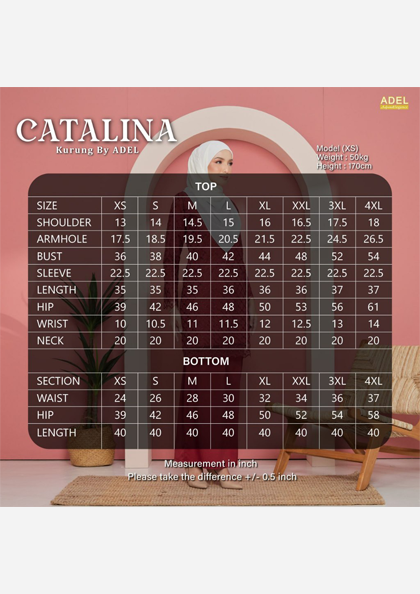 ADEL
CATALINA
Kurung By ADEL
Model (XS)
Weight : 50kg
Height : 170cm
TOP
SIZE XS S M L XL XXL 3XL 4XL
SHOULDER 13 14 14.5 15 16 16.5 17.5 18
ARMHOLE 17.5 18.5 19.5 20.5 21.5 22.5 24.5 26.5
BUST 36 38 40 42 44 48 52 54
SLEEVE 22.5 22.5 22.5 22.5 22.5 22.5 22.5 22.5
LENGTH 35 35 35 36 36 36 37 37
HIP 39 42 46 48 50 53 56 61
WRIST 10 10.5 11 11.5 12 12.5 13 14
NECK 20 20 20 20 20 20 20 20
BOTTOM
SECTION XS S M L XL XXL 3XL 4XL
WAIST 24 26 28 30 32 34 36 37
HIP 39 42 46 48 50 52 54 58
LENGTH 40 40 40 40 40 40 40 40
Measurement in inch
Please take the difference +/- 0.5 inch